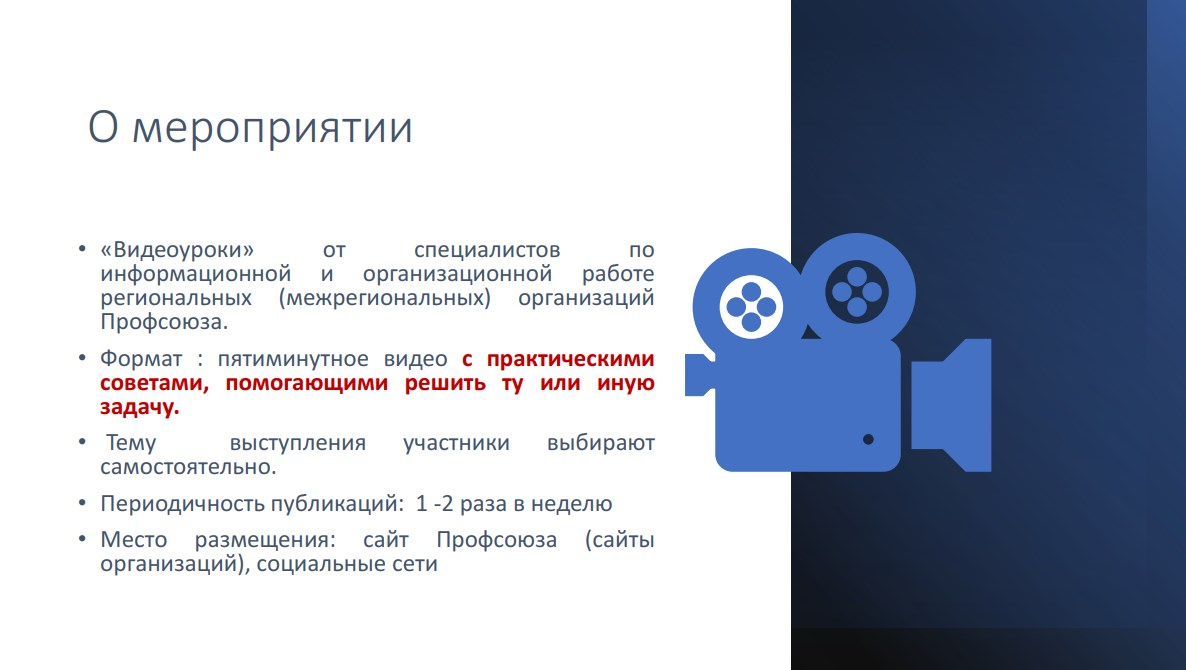 О мероприятии
• «Видеоуроки» от специалистов по
информационной и организационной работе
региональных (межрегиональных) организаций
Профсоюза.
• Формат : пятиминутное видео с практическими
советами, помогающими решить ту или иную
задачу.
• Тему выступления участники выбирают
самостоятельно.
• Периодичность публикаций: 1 -2 раза в неделю
• Место размещения: сайт Профсоюза (сайты
организаций), социальные сети